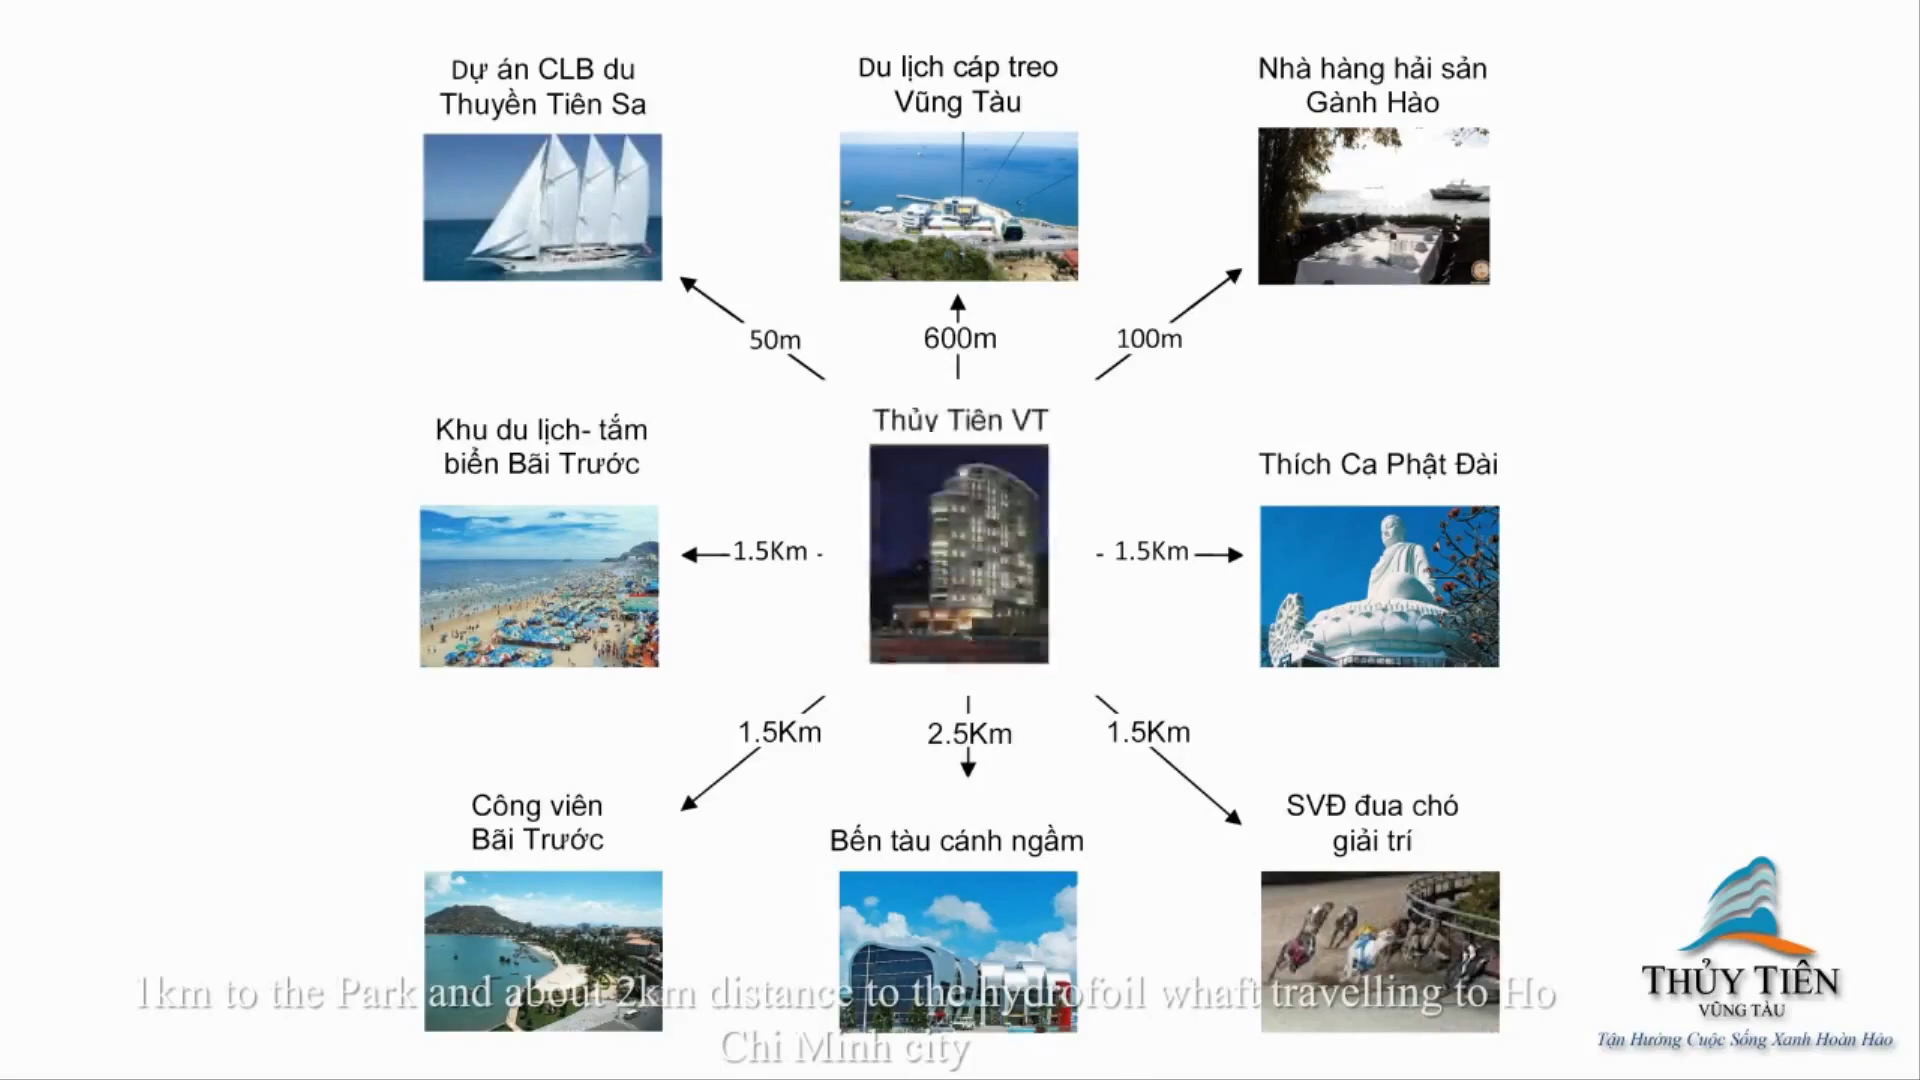 Dự án CLB du
Thuyền Tiên Sa
Du lịch cáp treo
Vũng Tàu
Nhà hàng hải sản
Gành Hào
50m
600m
100m
Thủy Tiên VT
Khu du lịch- tắm
biển Bãi Trước
Thích Ca Phật Đài
1.5Km
1.5Km
1.5Km
2.5Km
1.5Km
Công viên
Bãi Trước
Bến tàu cánh ngầm
SVĐ đua chó
giải trí
1km to the Park and about 2km distance to the hydrofoil whaft travelling to Ho
Chi Minh city
THỦY TIÊN
VŨNG TÀU
Tận Hưởng Cuộc Sống Xanh Hoàn Hảo